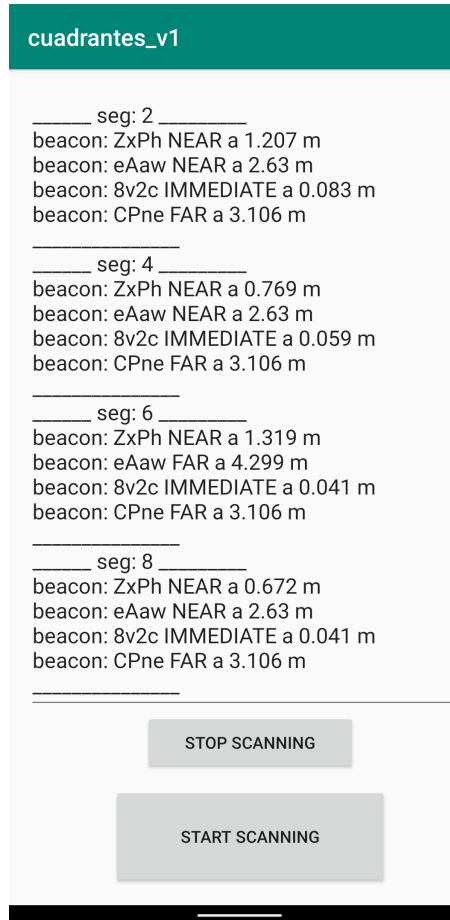 cuadrantes_v1
______ seg: 2 _________
beacon: ZxPh NEAR a 1.207 m
beacon: eAaw NEAR a 2.63 m
beacon: 8v2c IMMEDIATE a 0.083 m
beacon: CPne FAR a 3.106 m
_______________
______ seg: 4 _________
beacon: ZxPh NEAR a 0.769 m
beacon: eAaw NEAR a 2.63 m
beacon: 8v2c IMMEDIATE a 0.059 m
beacon: CPne FAR a 3.106 m
_______________
______ seg: 6 _________
beacon: ZxPh NEAR a 1.319 m
beacon: eAaw FAR a 4.299 m
beacon: 8v2c IMMEDIATE a 0.041 m
beacon: CPne FAR a 3.106 m
_______________
______ seg: 8 _________
beacon: ZxPh NEAR a 0.672 m
beacon: eAaw NEAR a 2.63 m
beacon: 8v2c IMMEDIATE a 0.041 m
beacon: CPne FAR a 3.106 m
_______________
STOP SCANNING
START SCANNING